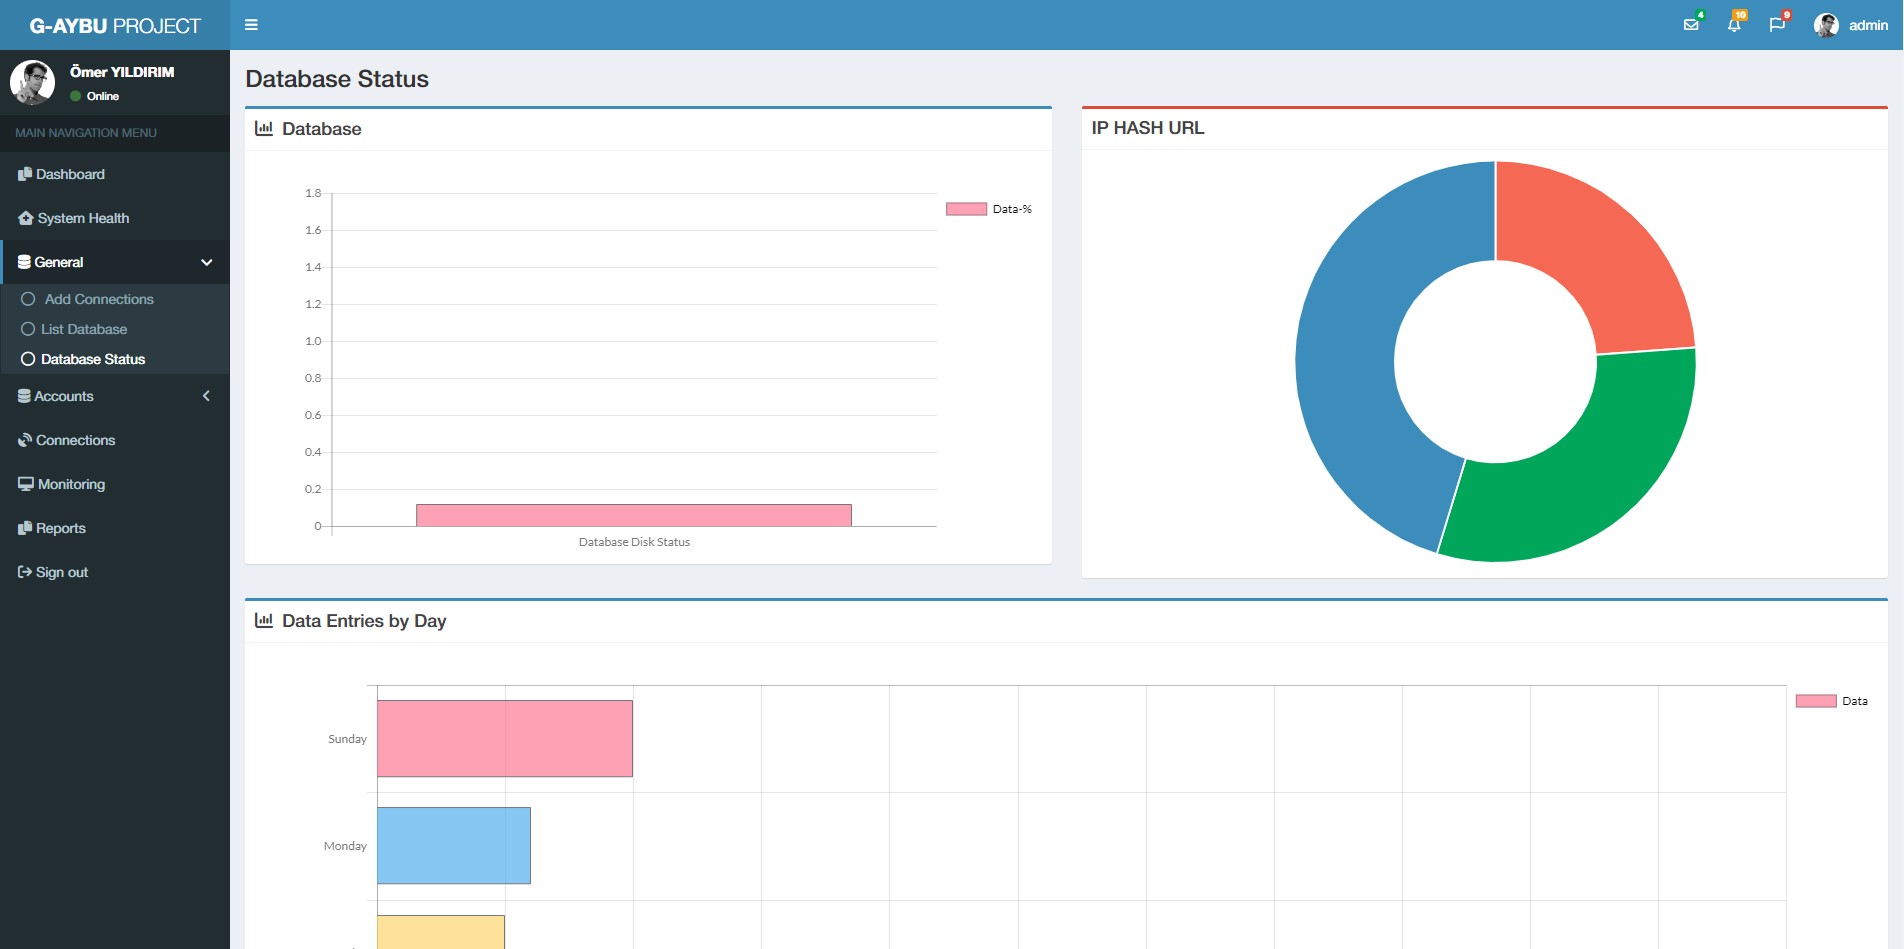 G-AYBU PROJECT
4
10
9
admin
Ömer YILDIRIM
Online
MAIN NAVIGATION MENU
Dashboard
System Health
General
Add Connections
List Database
Database Status
Accounts
Connections
Monitoring
Reports
Sign out
Database Status
Database
1.8
1.6
1.4
1.2
1.0
0.8
0.6
0.4
0.2
0
Database Disk Status
Data-%
IP HASH URL
Data Entries by Day
Sunday
Monday
Data